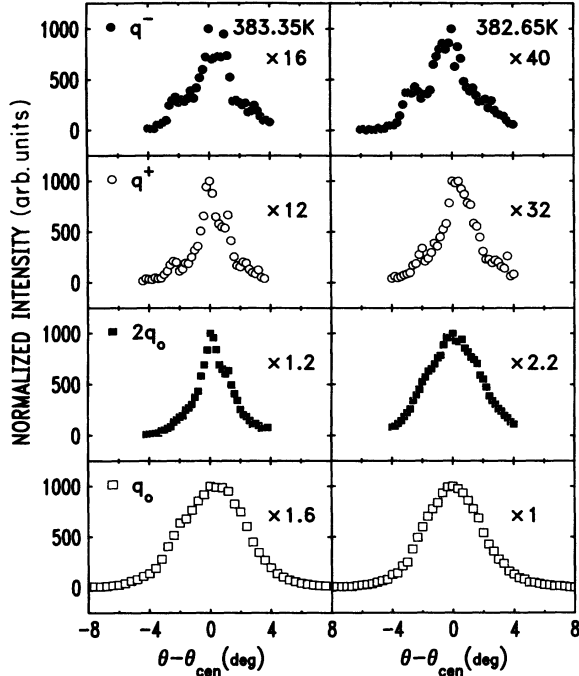 q⁻ 383.35K 382.65K
1000
×16 ×40
500
0
q⁺
1000
×12 ×32
500
0
2qₒ
1000
×1.2 ×2.2
500
0
qₒ
1000
×1.6 ×1
500
0
-8 -4 0 4 -8 -4 0 4 8
θ-θcen(deg) θ-θcen(deg)
NORMALIZED INTENSITY (arb. units)